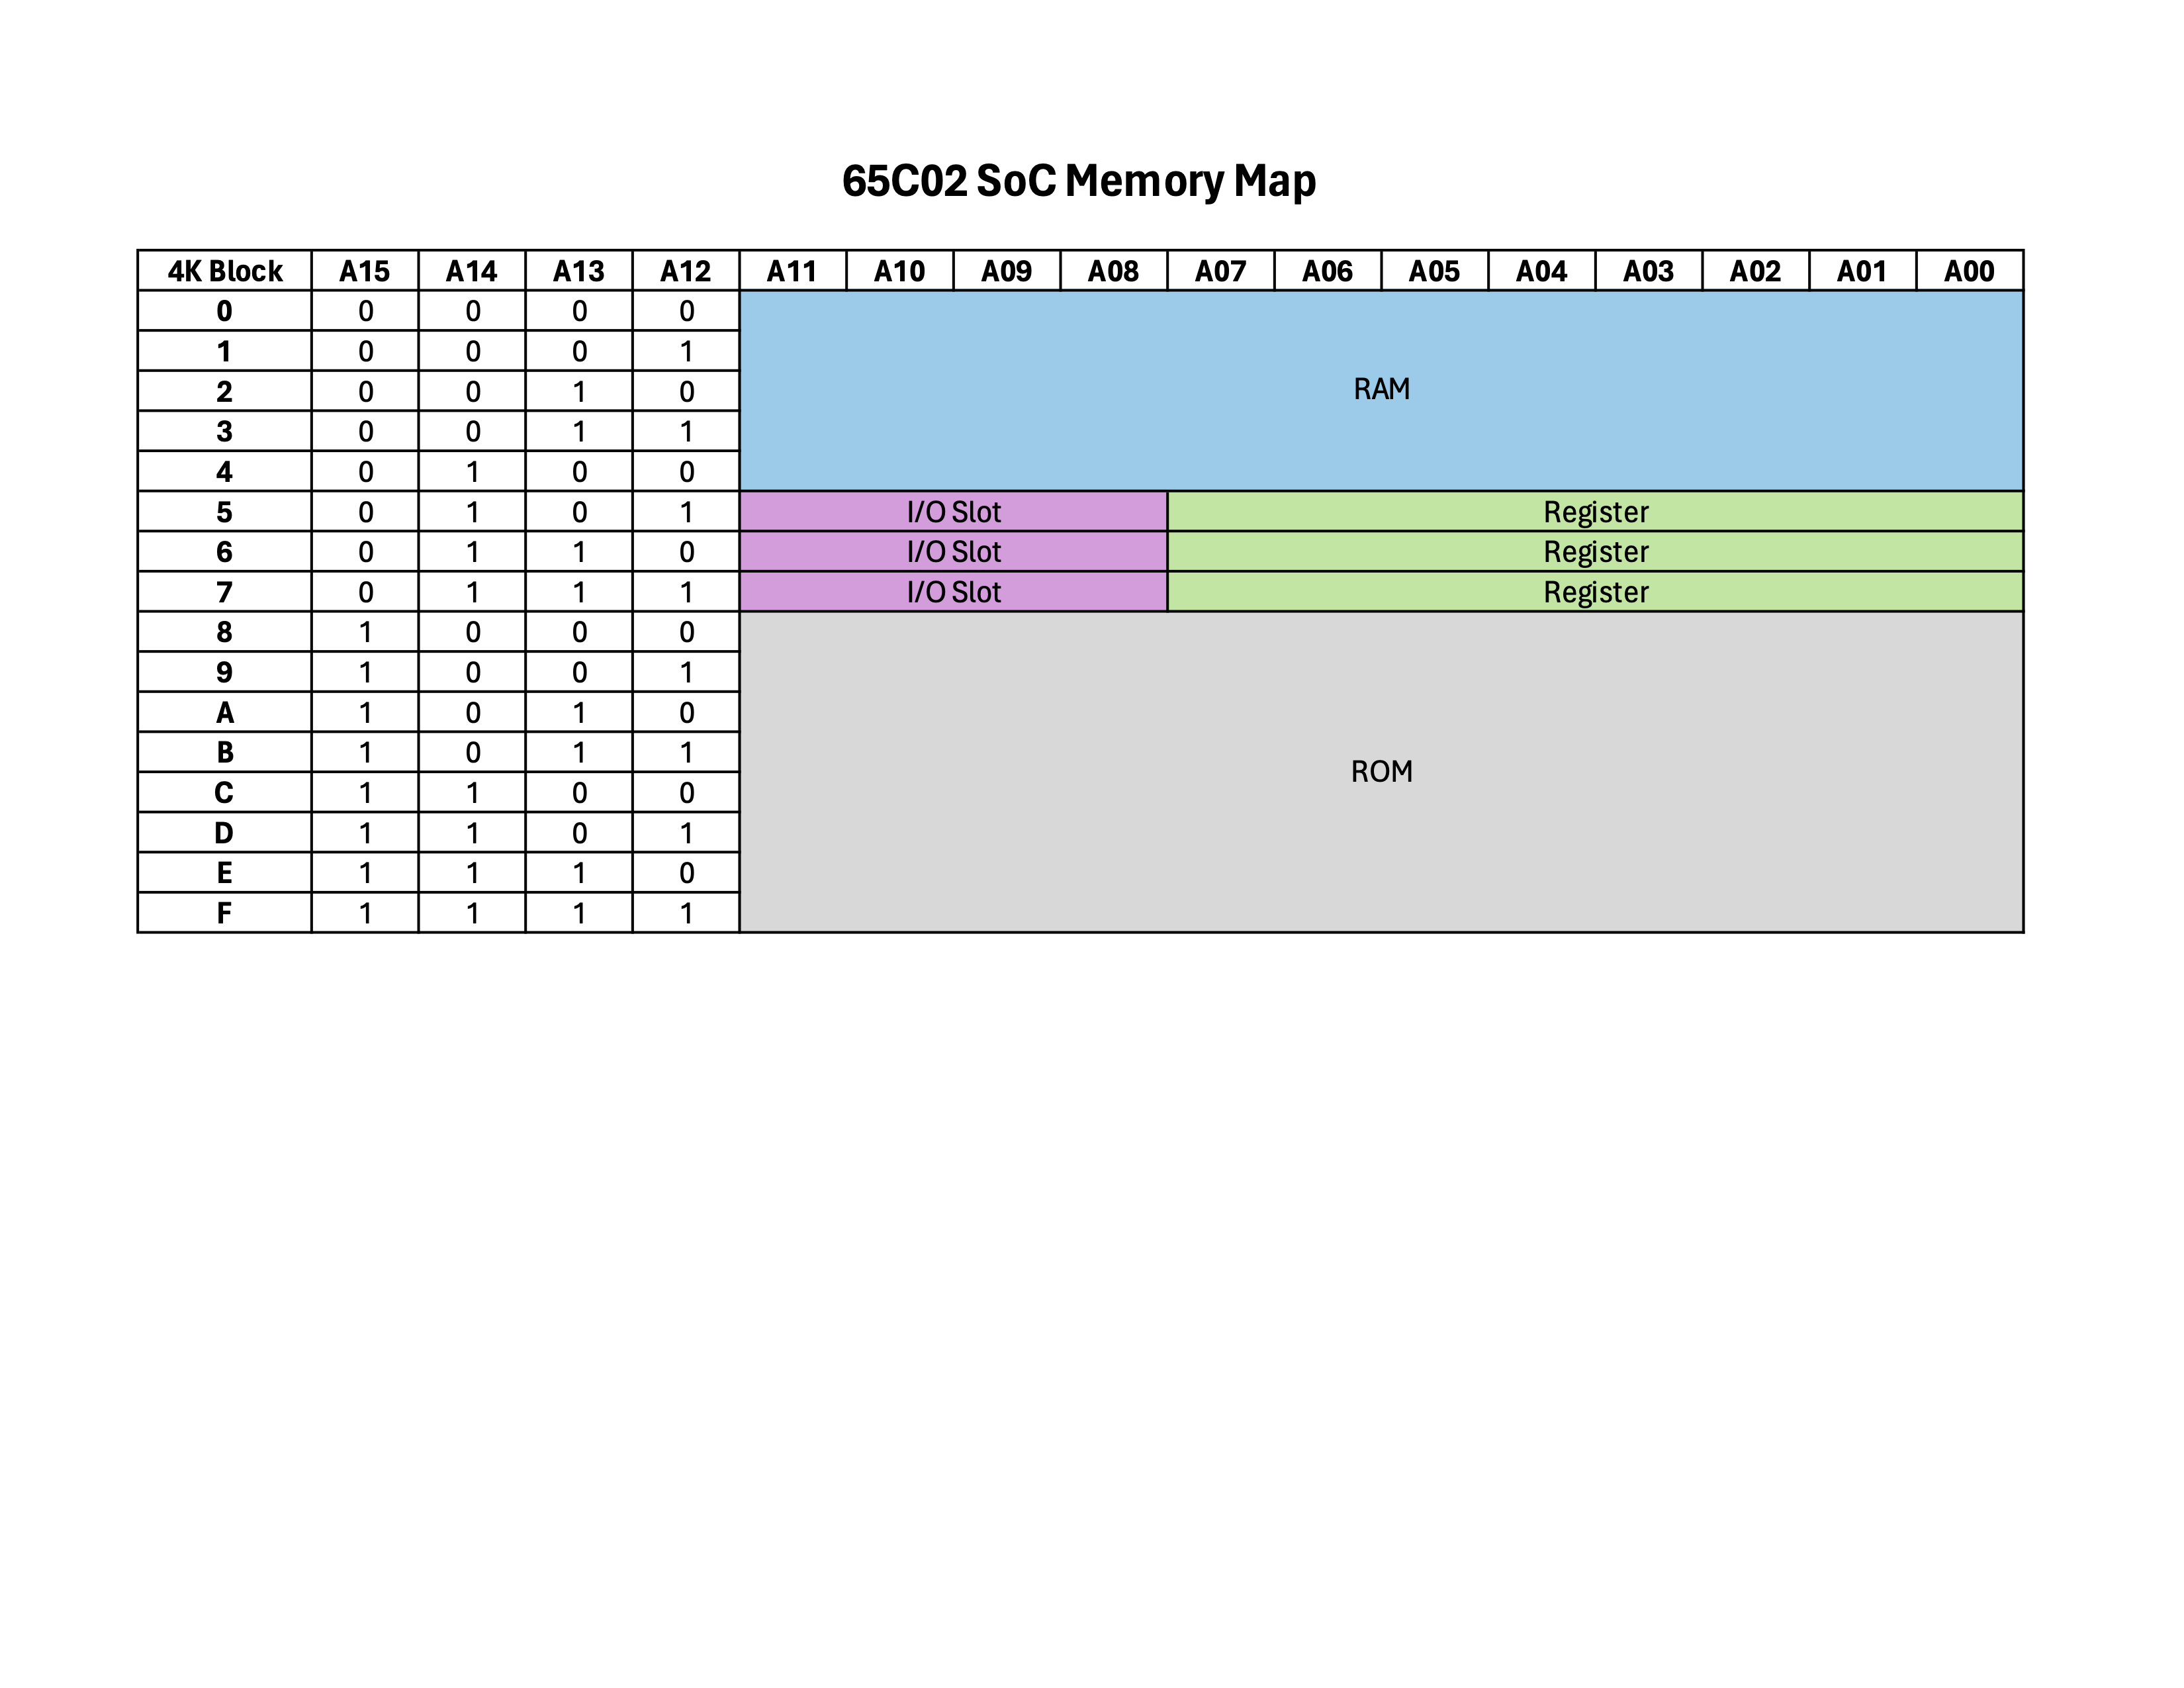 65C02 SoC Memory Map
4K Block A15 A14 A13 A12 A11 A10 A09 A08 A07 A06 A05 A04 A03 A02 A01 A00
0 0 0 0 0
1 0 0 0 1
2 0 0 1 0 RAM
3 0 0 1 1
4 0 1 0 0
5 0 1 0 1 I/O Slot Register
6 0 1 1 0 I/O Slot Register
7 0 1 1 1 I/O Slot Register
8 1 0 0 0
9 1 0 0 1
A 1 0 1 0
B 1 0 1 1 ROM
C 1 1 0 0
D 1 1 0 1
E 1 1 1 0
F 1 1 1 1